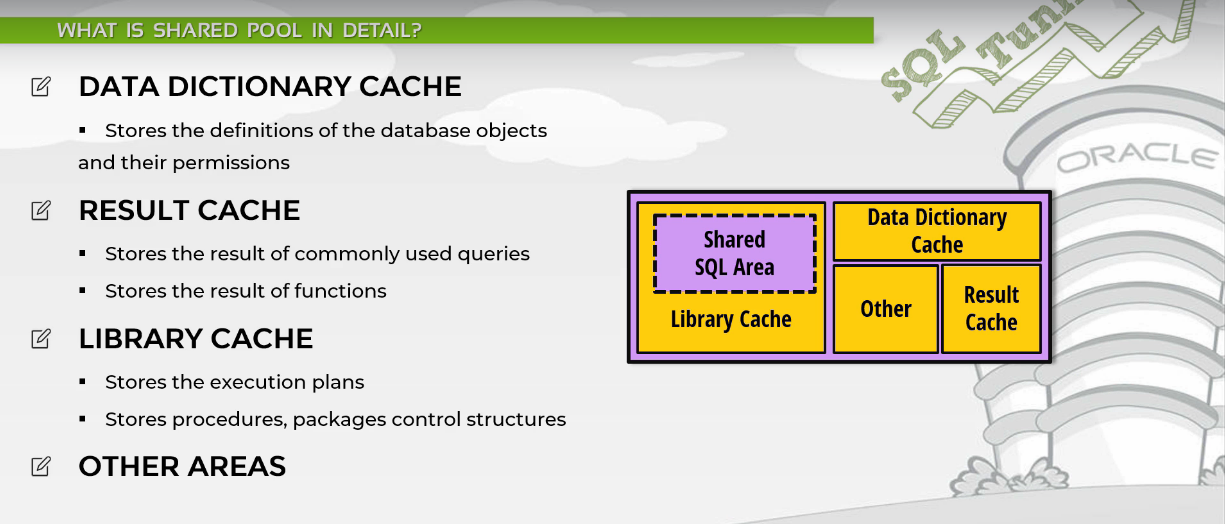 WHAT IS SHARED POOL IN DETAIL?
SQL Tuni
DATA DICTIONARY CACHE
▪ Stores the definitions of the database objects
and their permissions
RESULT CACHE
▪ Stores the result of commonly used queries
▪ Stores the result of functions
LIBRARY CACHE
▪ Stores the execution plans
▪ Stores procedures, packages control structures
OTHER AREAS
ORACLE
Shared
SQL Area
Library Cache
Data Dictionary
Cache
Other
Result
Cache